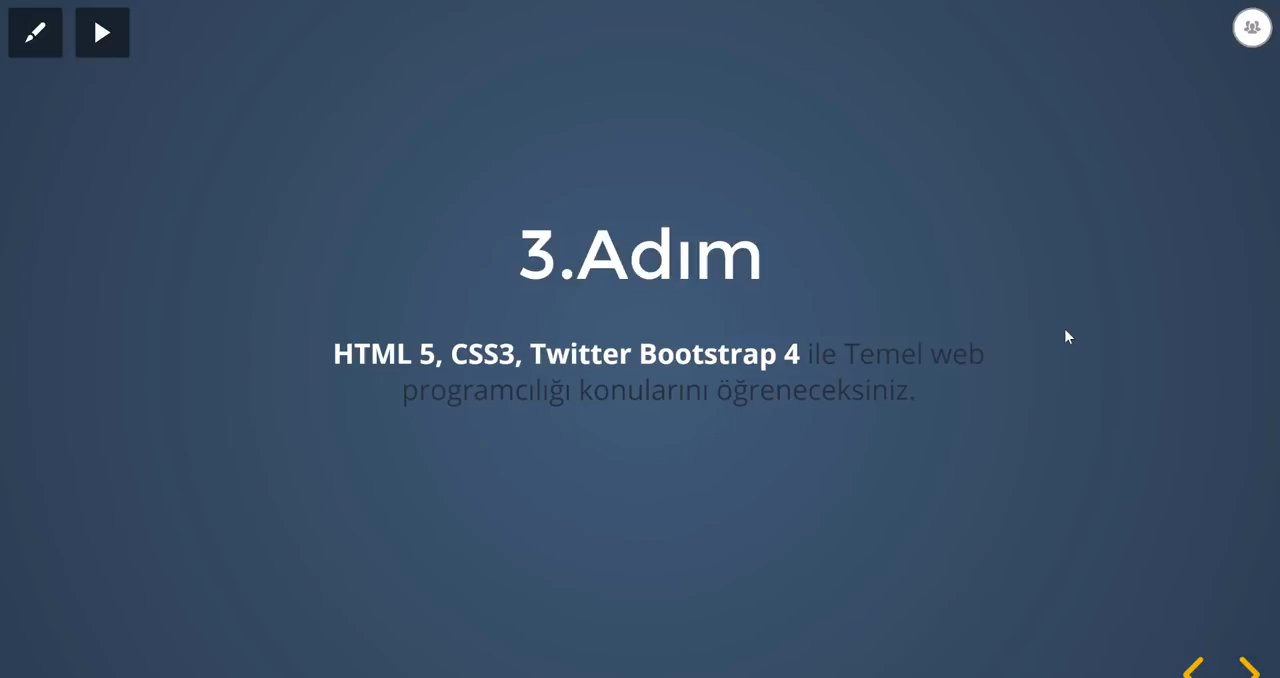 3.Adım
HTML 5, CSS3, Twitter Bootstrap 4 ile Temel web
programcılığı konularını öğreneceksiniz.